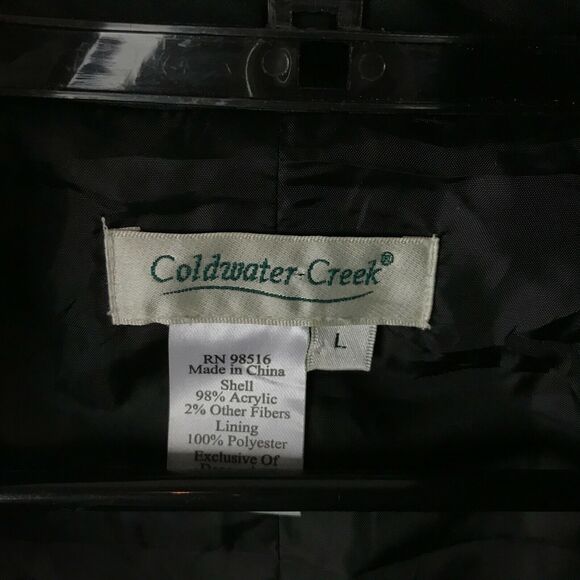 Coldwater-Creek®
L
RN 98516
Made in China
Shell
98% Acrylic
2% Other Fibers
Lining
100% Polyester
Exclusive Of